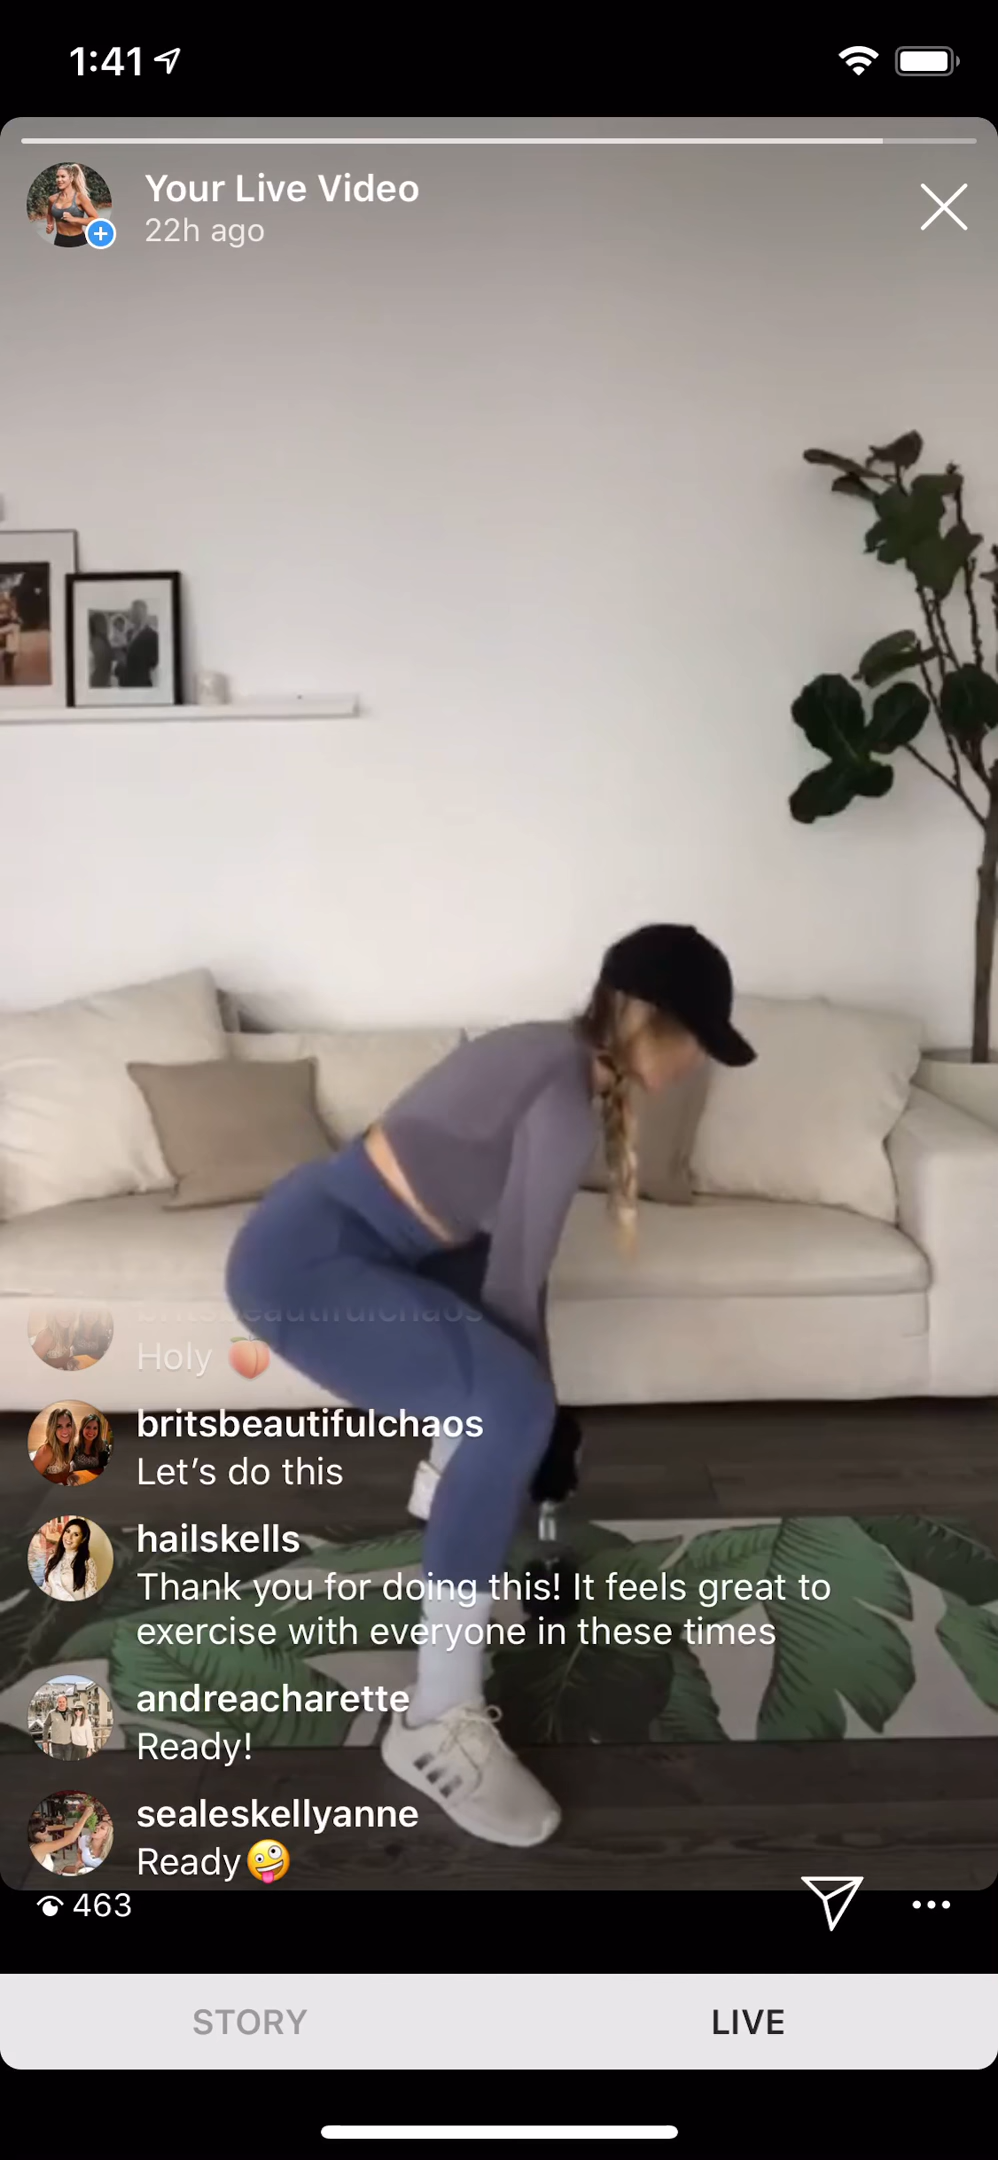 1:41
Your Live Video
22h ago
britsbeautifulchaos
Holy 🍑
britsbeautifulchaos
Let's do this
hailskells
Thank you for doing this! It feels great to
exercise with everyone in these times
andreacharette
Ready!
sealeskellyanne
Ready🤪
463
STORY
LIVE